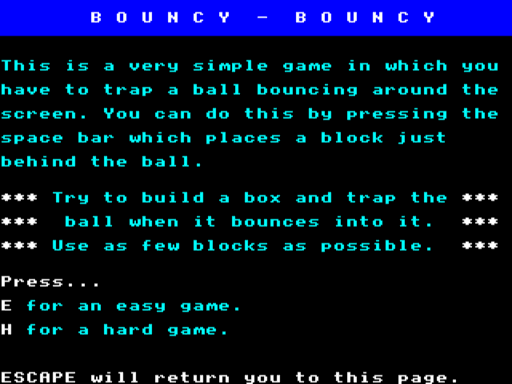 B O U N C Y - B O U N C Y
This is a very simple game in which you
have to trap a ball bouncing around the
screen. You can do this by pressing the
space bar which places a block just
behind the ball.
*** Try to build a box and trap the ***
*** ball when it bounces into it. ***
*** Use as few blocks as possible. ***
Press...
E for an easy game.
H for a hard game.
ESCAPE will return you to this page.